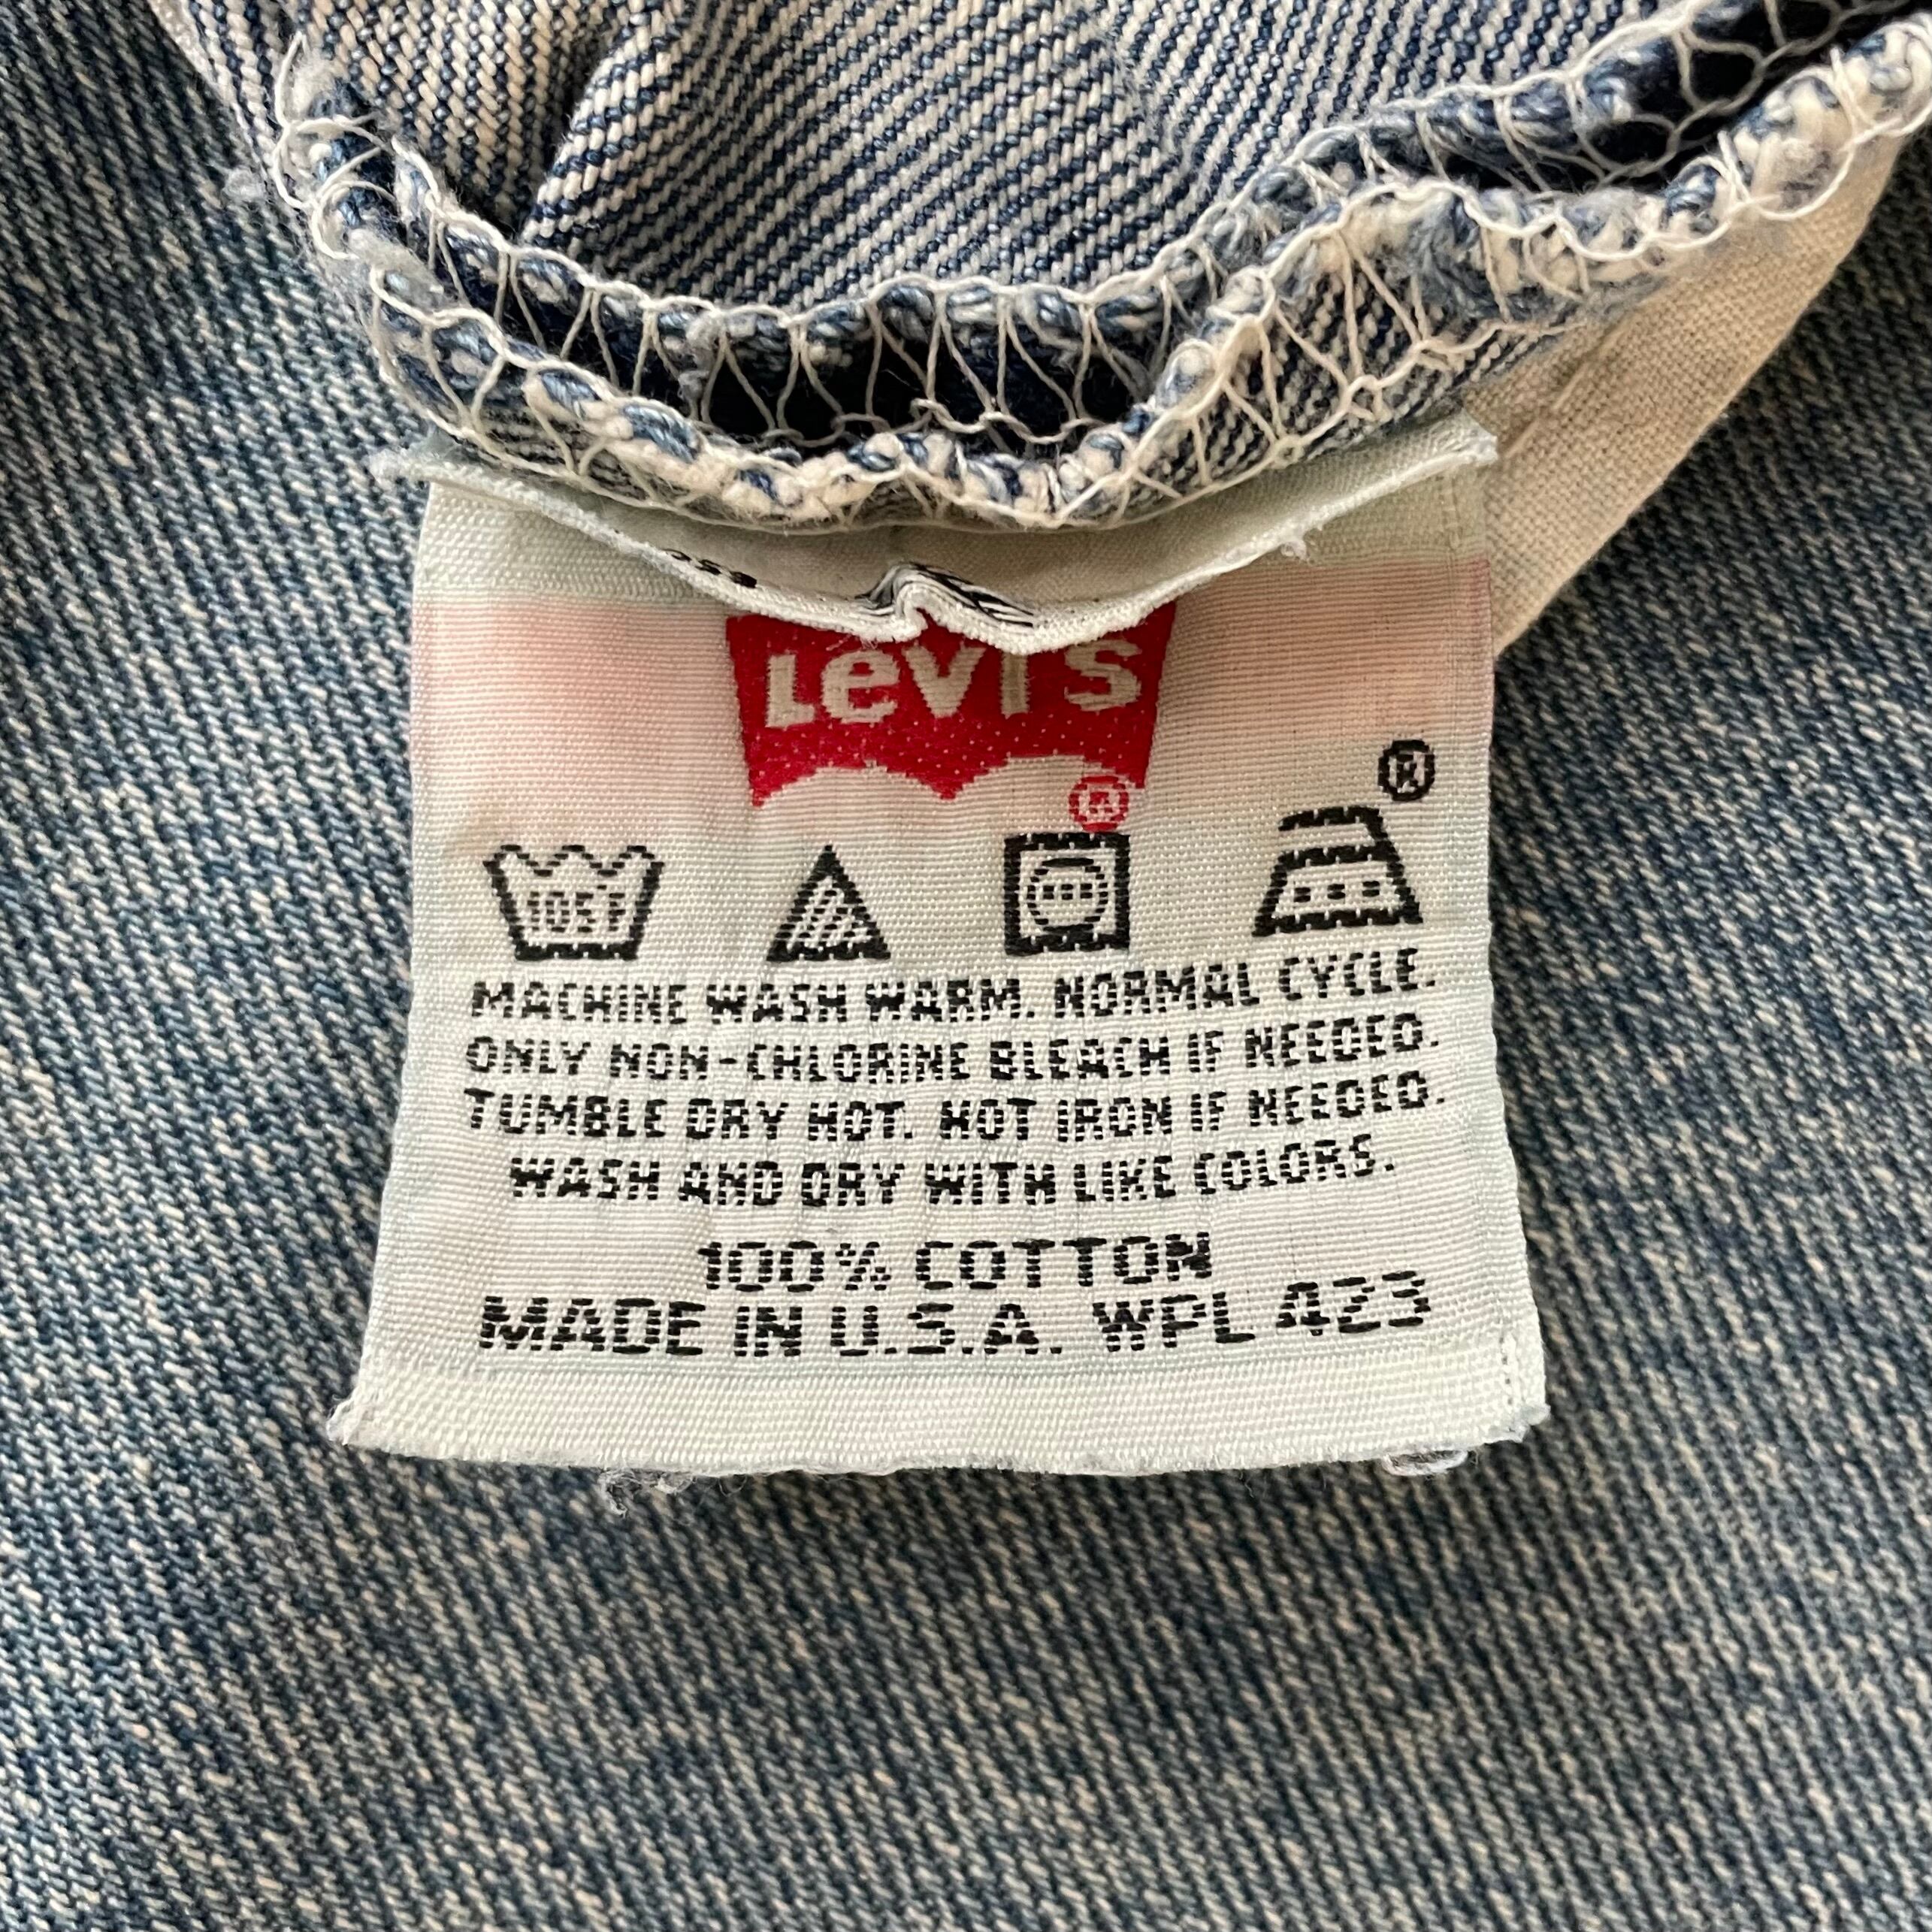 Levi's
®
®
105F
MACHINE WASH WARM. NORMAL CYCLE.
ONLY NON-CHLORINE BLEACH IF NEEDED.
TUMBLE DRY HOT. HOT IRON IF NEEDED.
WASH AND DRY WITH LIKE COLORS.
100% COTTON
MADE IN U.S.A. WPL 423